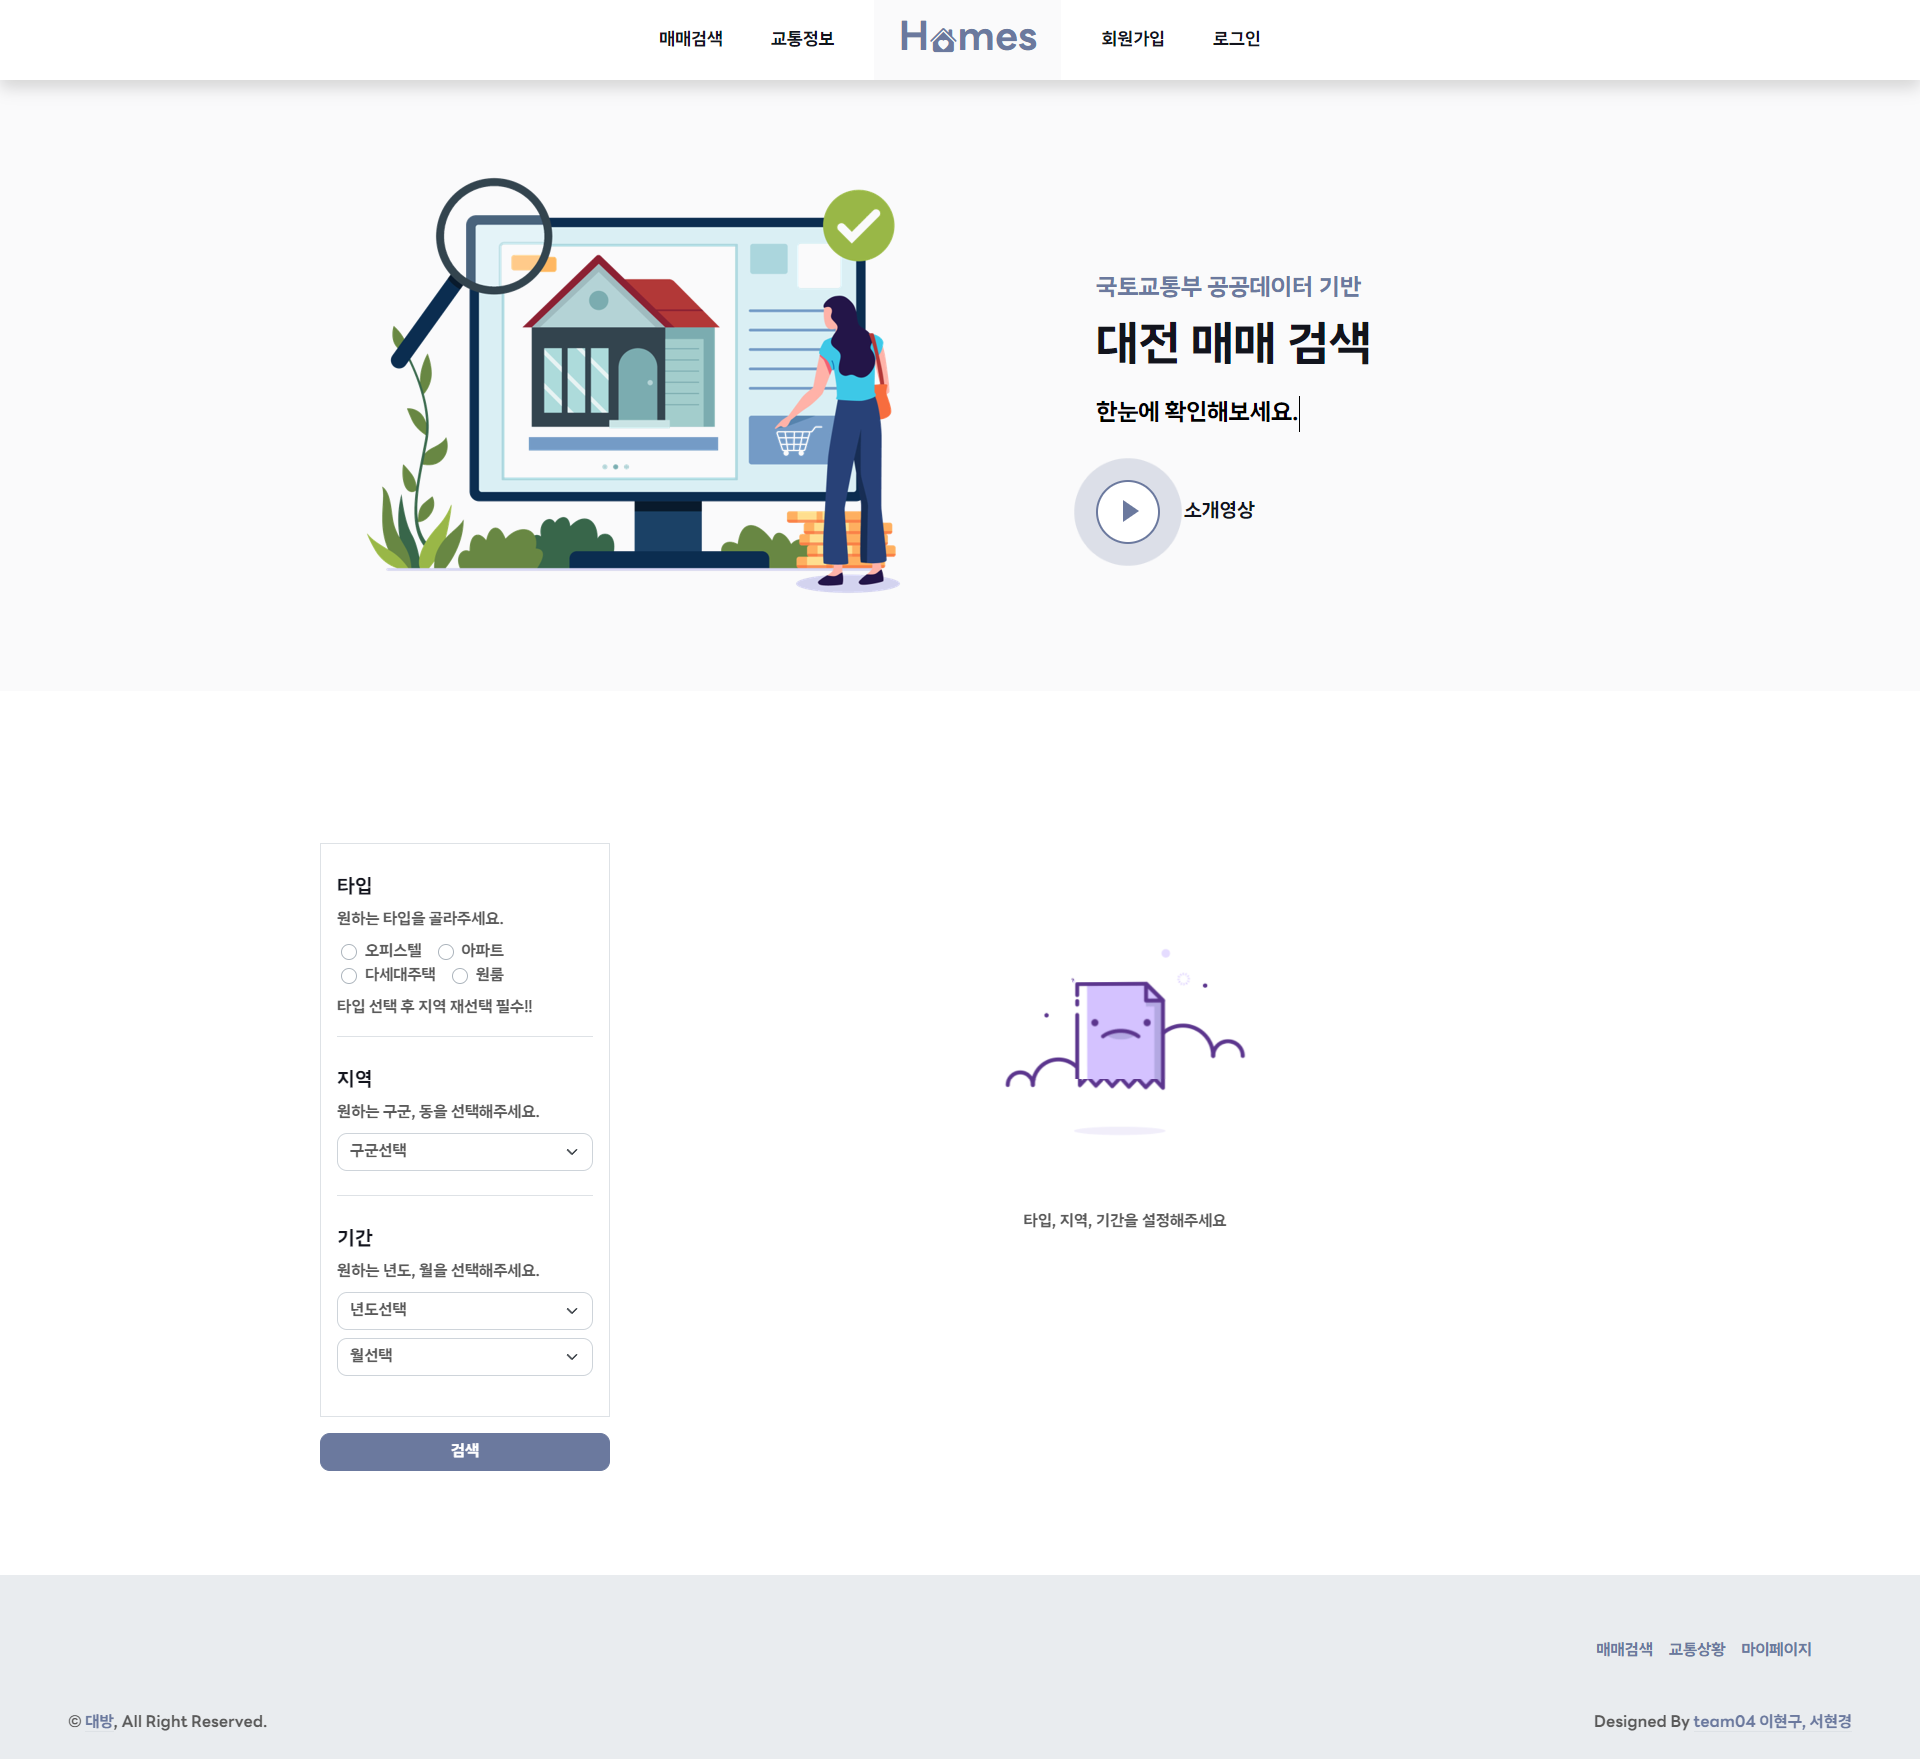 매매검색 교통정보 Homes 회원가입 로그인
국토교통부 공공데이터 기반
대전 매매 검색
한눈에 확인해보세요.
소개영상
타입
원하는 타입을 골라주세요.
오피스텔 아파트
다세대주택 원룸
타입 선택 후 지역 재선택 필수!!
지역
원하는 구군, 동을 선택해주세요.
구군선택
기간
원하는 년도, 월을 선택해주세요.
년도선택
월선택
검색
타입, 지역, 기간을 설정해주세요
매매검색 교통상황 마이페이지
© 대방, All Right Reserved.
Designed By team04 이현구, 서현경